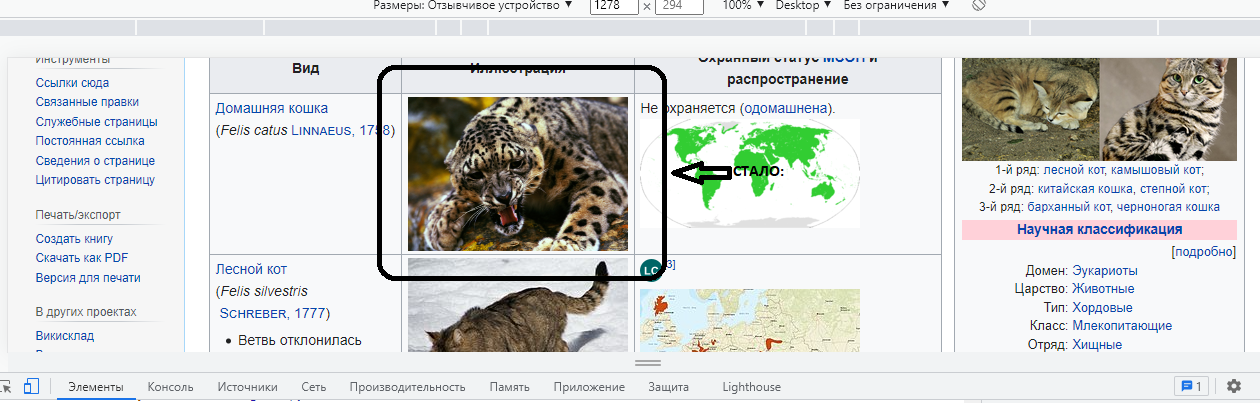 Размеры: Отзывчивое устройство ▼ 1278 × 294 100% ▼ Desktop ▼ Без ограничения ▼
Инструменты
Ссылки сюда
Связанные правки
Служебные страницы
Постоянная ссылка
Сведения о странице
Цитировать страницу
Печать/экспорт
Создать книгу
Скачать как PDF
Версия для печати
В других проектах
Викисклад
Вид
Иллюстрация
Охранный статус МСОП и
распространение
Домашняя кошка
(Felis catus LINNAEUS, 1758)
Не охраняется (одомашнена).
СТАЛО:
Лесной кот
(Felis silvestris
SCHREBER, 1777)
• Ветвь отклонилась
LC 3]
1-й ряд: лесной кот, камышовый кот;
2-й ряд: китайская кошка, степной кот;
3-й ряд: барханный кот, черноногая кошка
Научная классификация
[подробно]
Домен: Эукариоты
Царство: Животные
Тип: Хордовые
Класс: Млекопитающие
Отряд: Хищные
Элементы Консоль Источники Сеть Производительность Память Приложение Защита Lighthouse 1